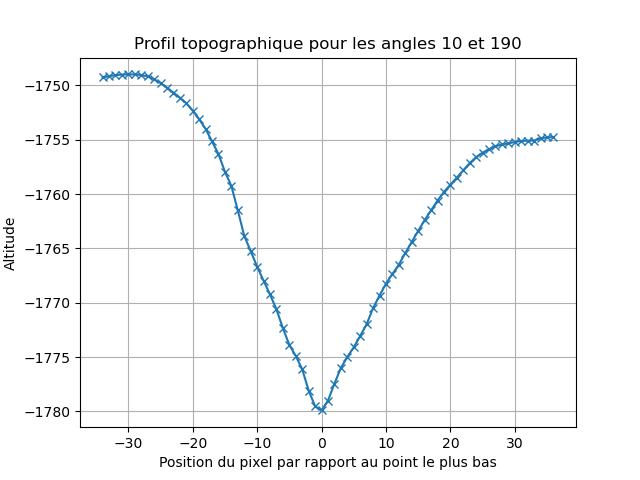 Profil topographique pour les angles 10 et 190
Altitude
−1750
−1755
−1760
−1765
−1770
−1775
−1780
−30 −20 −10 0 10 20 30
Position du pixel par rapport au point le plus bas